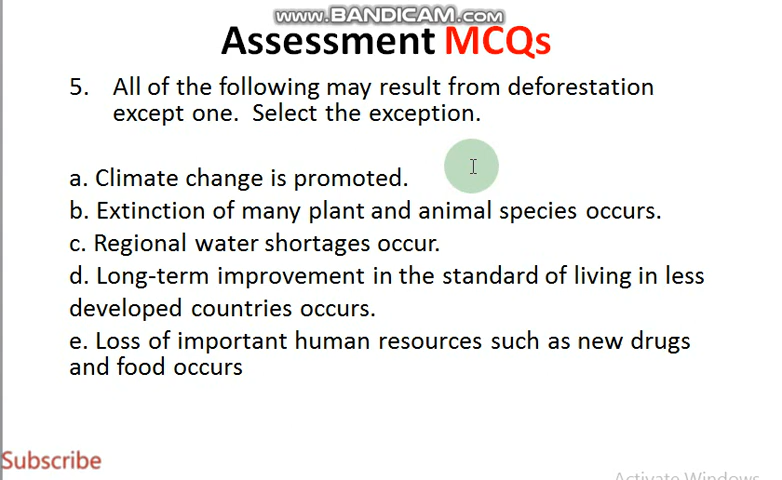 www.BANDICAM.com
Assessment MCQs
5. All of the following may result from deforestation
except one. Select the exception.
a. Climate change is promoted.
b. Extinction of many plant and animal species occurs.
c. Regional water shortages occur.
d. Long-term improvement in the standard of living in less
developed countries occurs.
e. Loss of important human resources such as new drugs
and food occurs
Subscribe
Activate Windows